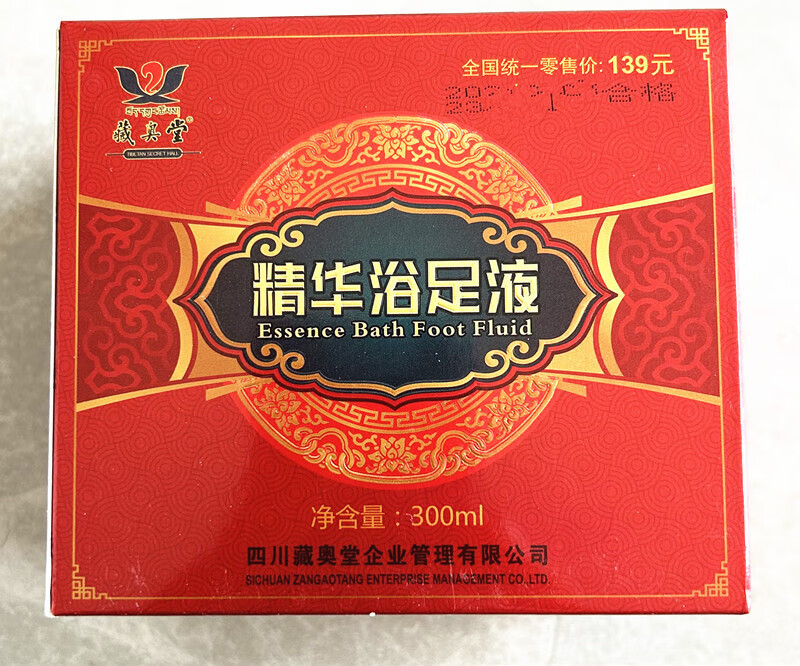 全国统一零售价: 139元
合格
藏奥堂®
TIBETAN SECRET HALL
精华浴足液
Essence Bath Foot Fluid
净含量：300ml
四川藏奥堂企业管理有限公司
SICHUAN ZANGAOTANG ENTERPRISE MANAGEMENT CO.,LTD.